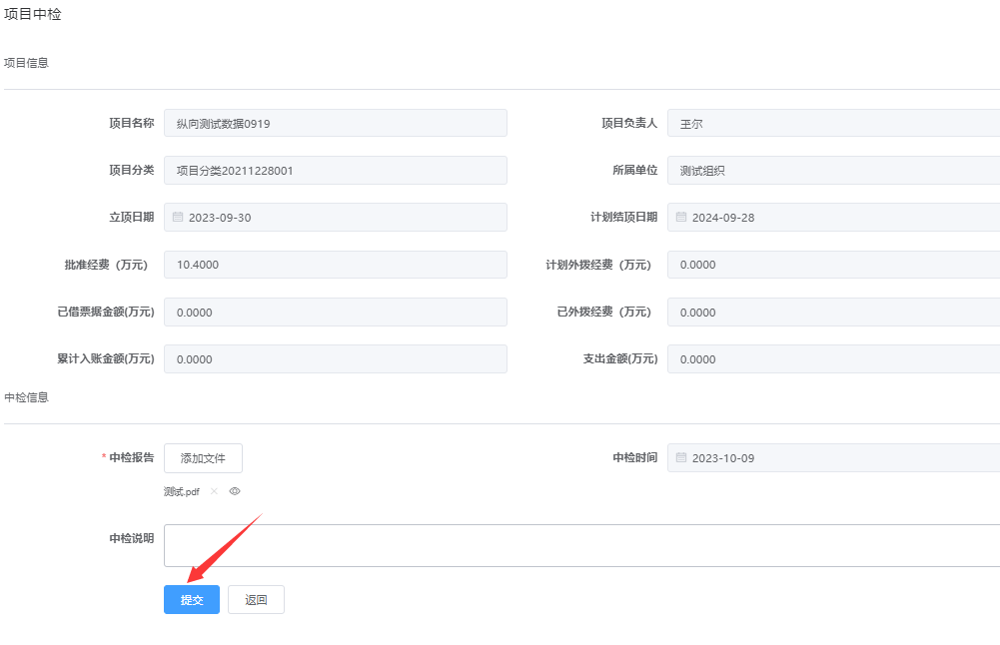 项目中检
项目信息
项目名称 纵向测试数据0919 项目负责人 王尔
项目分类 项目分类20211228001 所属单位 测试组织
立项日期 2023-09-30 计划结项日期 2024-09-28
批准经费（万元） 10.4000 计划外拨经费（万元） 0.0000
已借票据金额(万元) 0.0000 已外拨经费（万元） 0.0000
累计入账金额(万元) 0.0000 支出金额(万元) 0.0000
中检信息
* 中检报告 添加文件 中检时间 2023-10-09
测试.pdf
中检说明
提交 返回